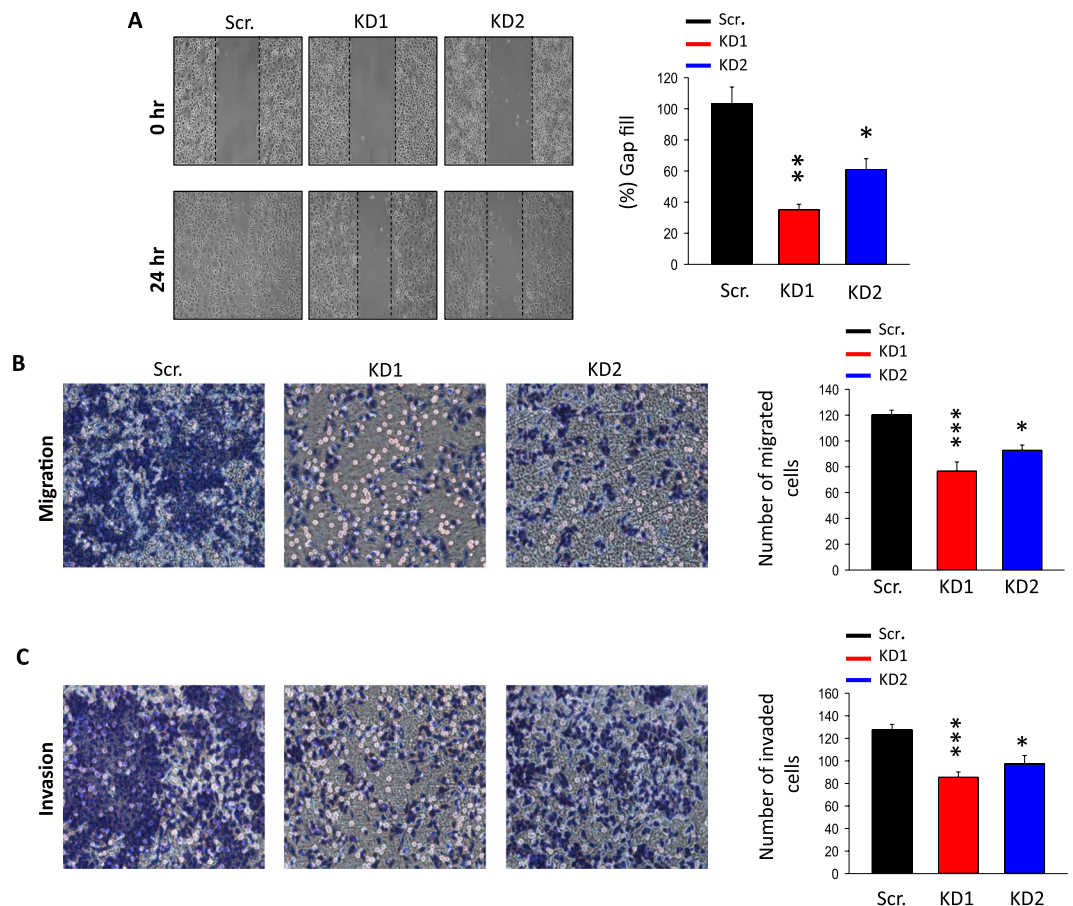 A
Scr.
KD1
KD2
0 hr
24 hr
Scr.
KD1
KD2
(%) Gap fill
120
100
80
60
40
20
0
**
*
Scr.
KD1
KD2
B
Scr.
KD1
KD2
Migration
Scr.
KD1
KD2
Number of migrated
cells
140
120
100
80
60
40
20
0
***
*
Scr.
KD1
KD2
C
Invasion
Scr.
KD1
KD2
Number of invaded
cells
160
140
120
100
80
60
40
20
0
***
*
Scr.
KD1
KD2